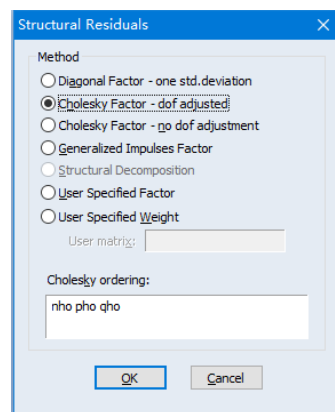 Structural Residuals
Method
Diagonal Factor - one std.deviation
Cholesky Factor - dof adjusted
Cholesky Factor - no dof adjustment
Generalized Impulses Factor
Structural Decomposition
User Specified Factor
User Specified Weight
User matrix:
Cholesky ordering:
nho pho qho
OK
Cancel